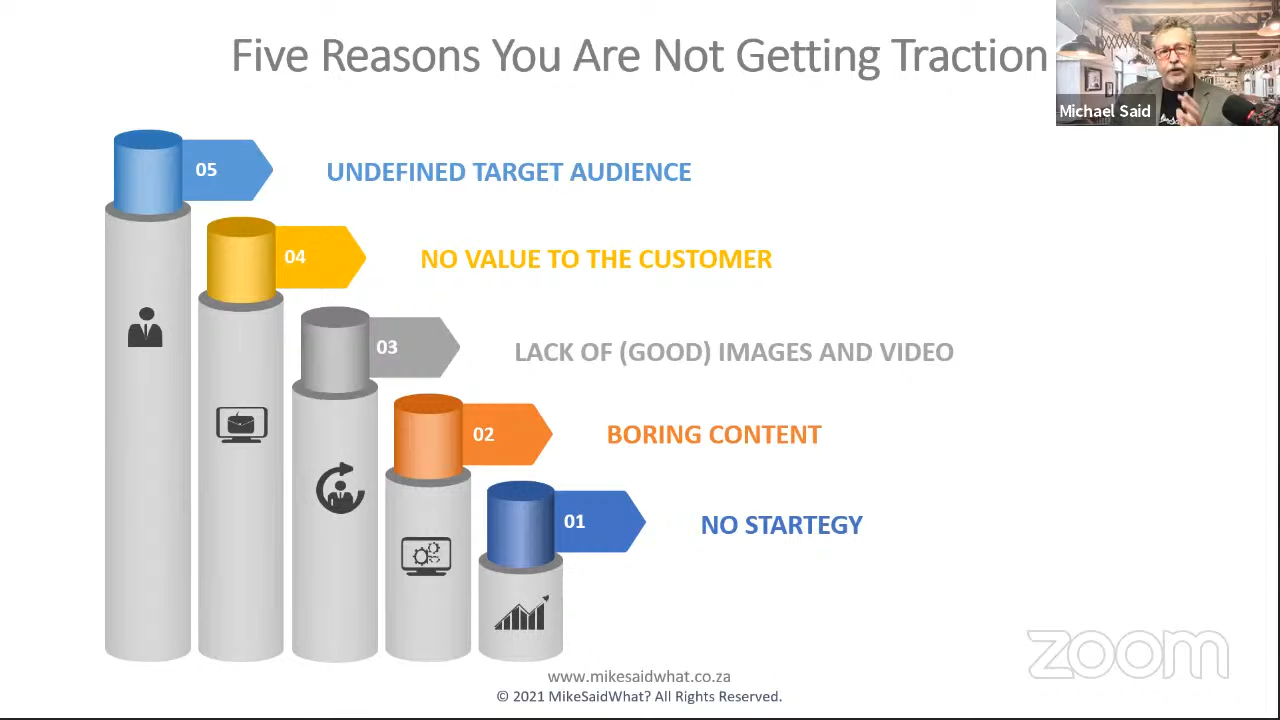 Five Reasons You Are Not Getting Traction
Michael Said
05
UNDEFINED TARGET AUDIENCE
04
NO VALUE TO THE CUSTOMER
03
LACK OF (GOOD) IMAGES AND VIDEO
02
BORING CONTENT
01
NO STARTEGY
zoom
www.mikesaidwhat.co.za
© 2021 MikeSaidWhat? All Rights Reserved.